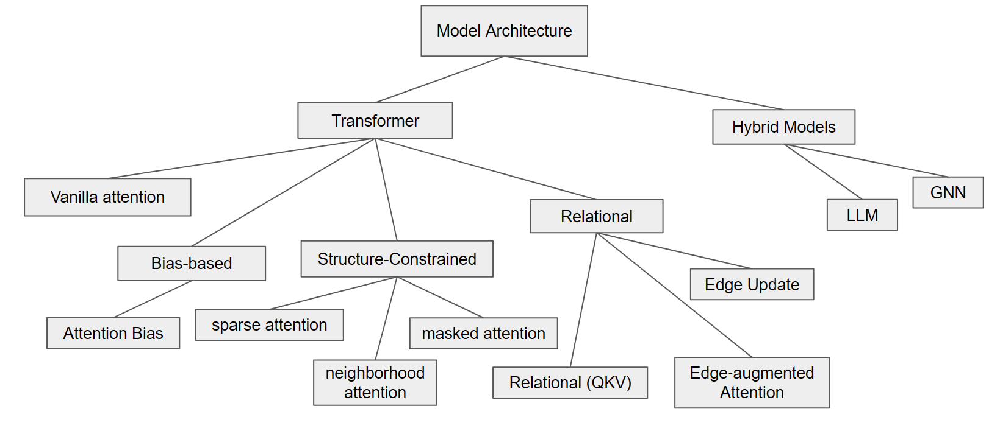 Model Architecture
Transformer
Hybrid Models
Vanilla attention
GNN
LLM
Relational
Bias-based
Structure-Constrained
Edge Update
Attention Bias
sparse attention
masked attention
neighborhood
attention
Relational (QKV)
Edge-augmented
Attention